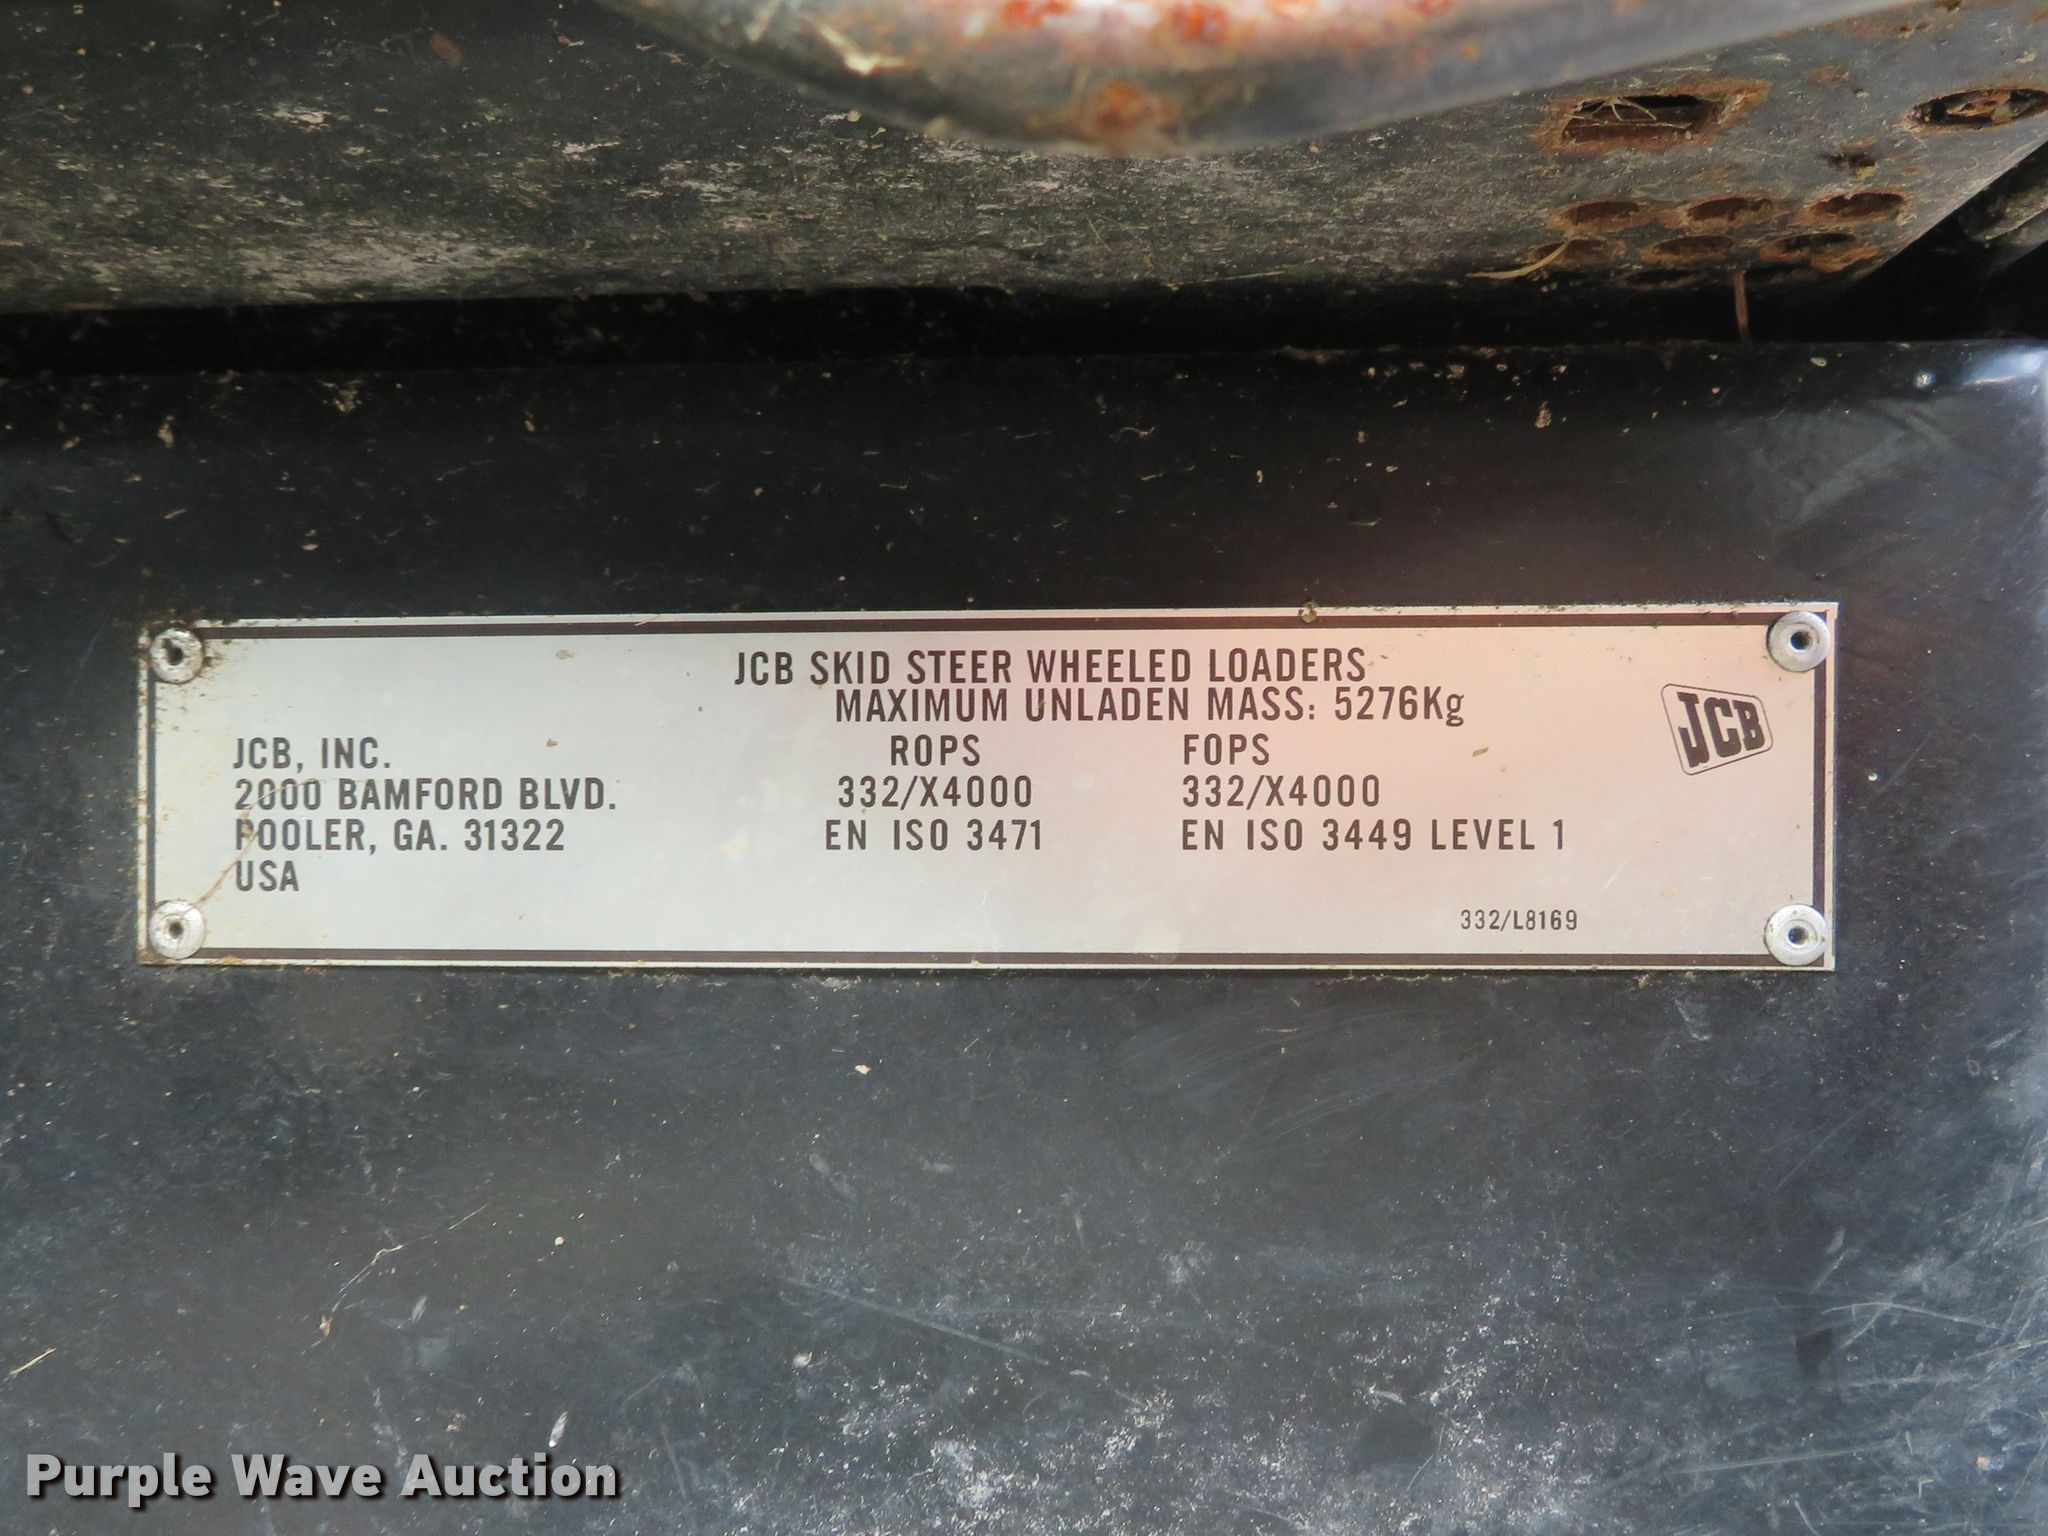 JCB SKID STEER WHEELED LOADERS
MAXIMUM UNLADEN MASS: 5276Kg
JCB, INC.
2000 BAMFORD BLVD.
POOLER, GA. 31322
USA
ROPS
332/X4000
EN ISO 3471
FOPS
332/X4000
EN ISO 3449 LEVEL 1
JCB
332/L8169
Purple Wave Auction